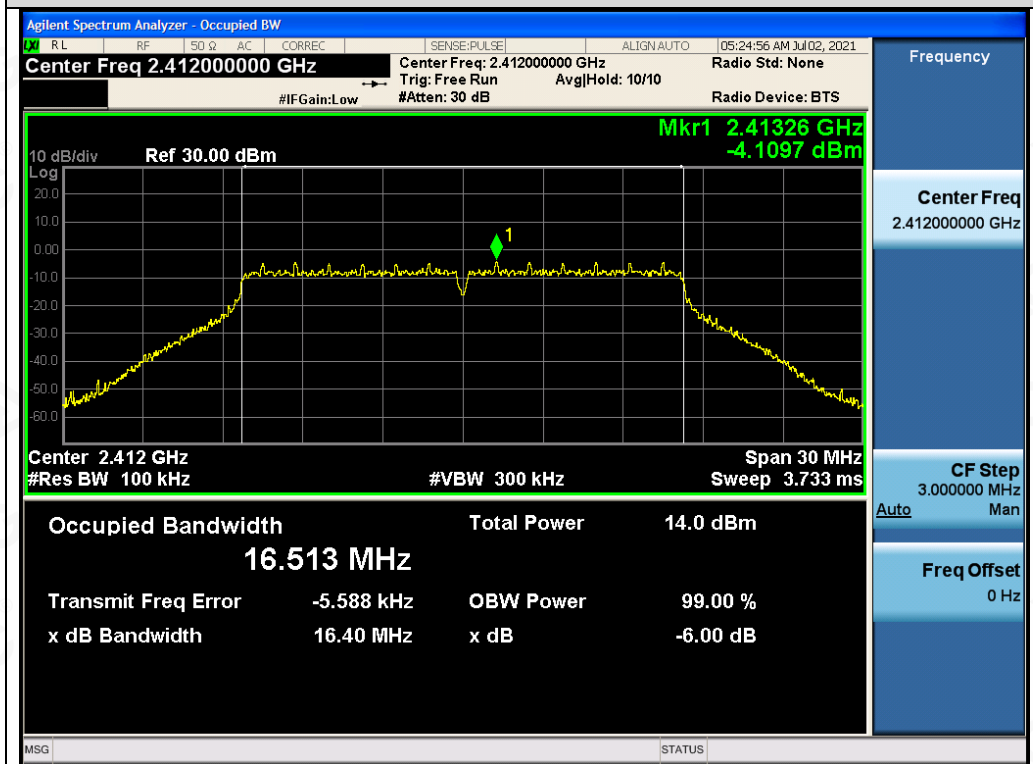 Agilent Spectrum Analyzer - Occupied BW
LXI RL RF 50 Ω AC CORREC SENSE:PULSE ALIGN AUTO 05:24:56 AM Jul 02, 2021
Center Freq 2.412000000 GHz
Center Freq: 2.412000000 GHz
Radio Std: None
Trig: Free Run Avg|Hold: 10/10
#IFGain:Low #Atten: 30 dB Radio Device: BTS
Mkr1 2.41326 GHz
-4.1097 dBm
10 dB/div Ref 30.00 dBm
Log
20.0
10.0
0.00
-10.0
-20.0
-30.0
-40.0
-50.0
-60.0
1
Center 2.412 GHz Span 30 MHz
#Res BW 100 kHz #VBW 300 kHz Sweep 3.733 ms
Occupied Bandwidth Total Power 14.0 dBm
16.513 MHz
Transmit Freq Error -5.588 kHz OBW Power 99.00 %
x dB Bandwidth 16.40 MHz x dB -6.00 dB
MSG STATUS
Frequency
Center Freq
2.412000000 GHz
CF Step
3.000000 MHz
Auto Man
Freq Offset
0 Hz